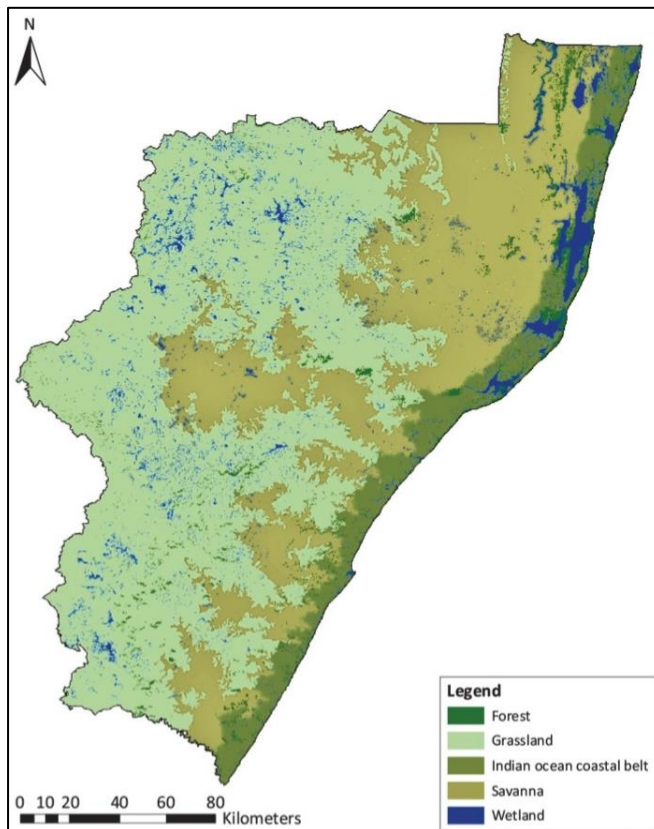 N
Legend
Forest
Grassland
Indian ocean coastal belt
Savanna
Wetland
0 10 20 40 60 80
Kilometers